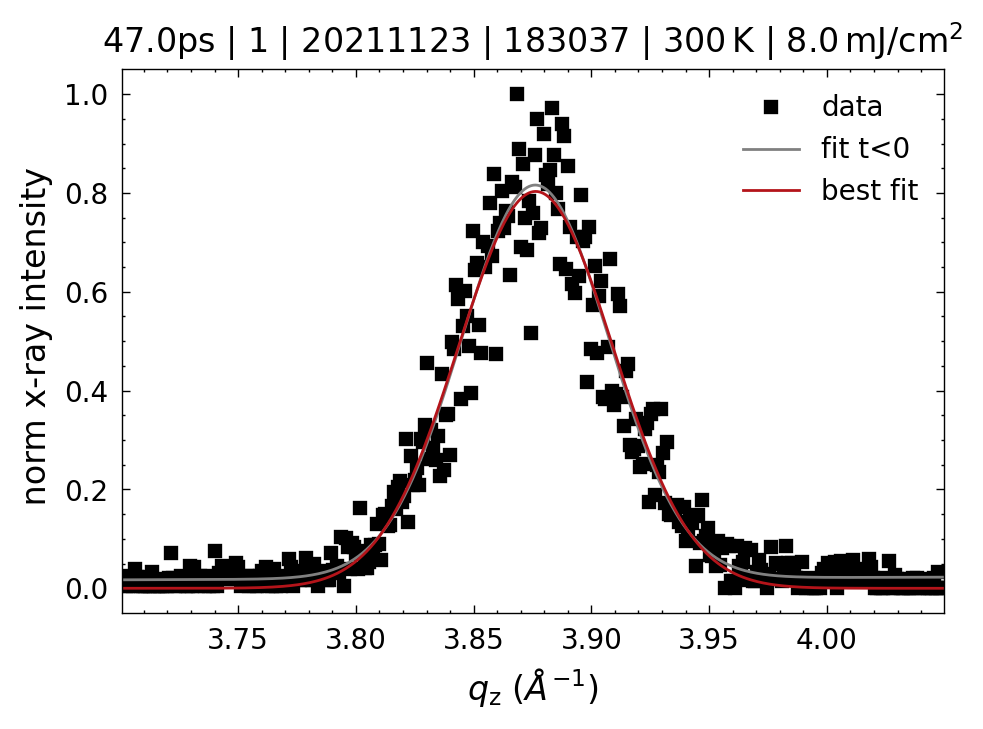 47.0ps | 1 | 20211123 | 183037 | 300 K | 8.0 mJ/cm²
norm x-ray intensity
1.0
0.8
0.6
0.4
0.2
0.0
data
fit t<0
best fit
3.75 3.80 3.85 3.90 3.95 4.00
q_z (Å⁻¹)